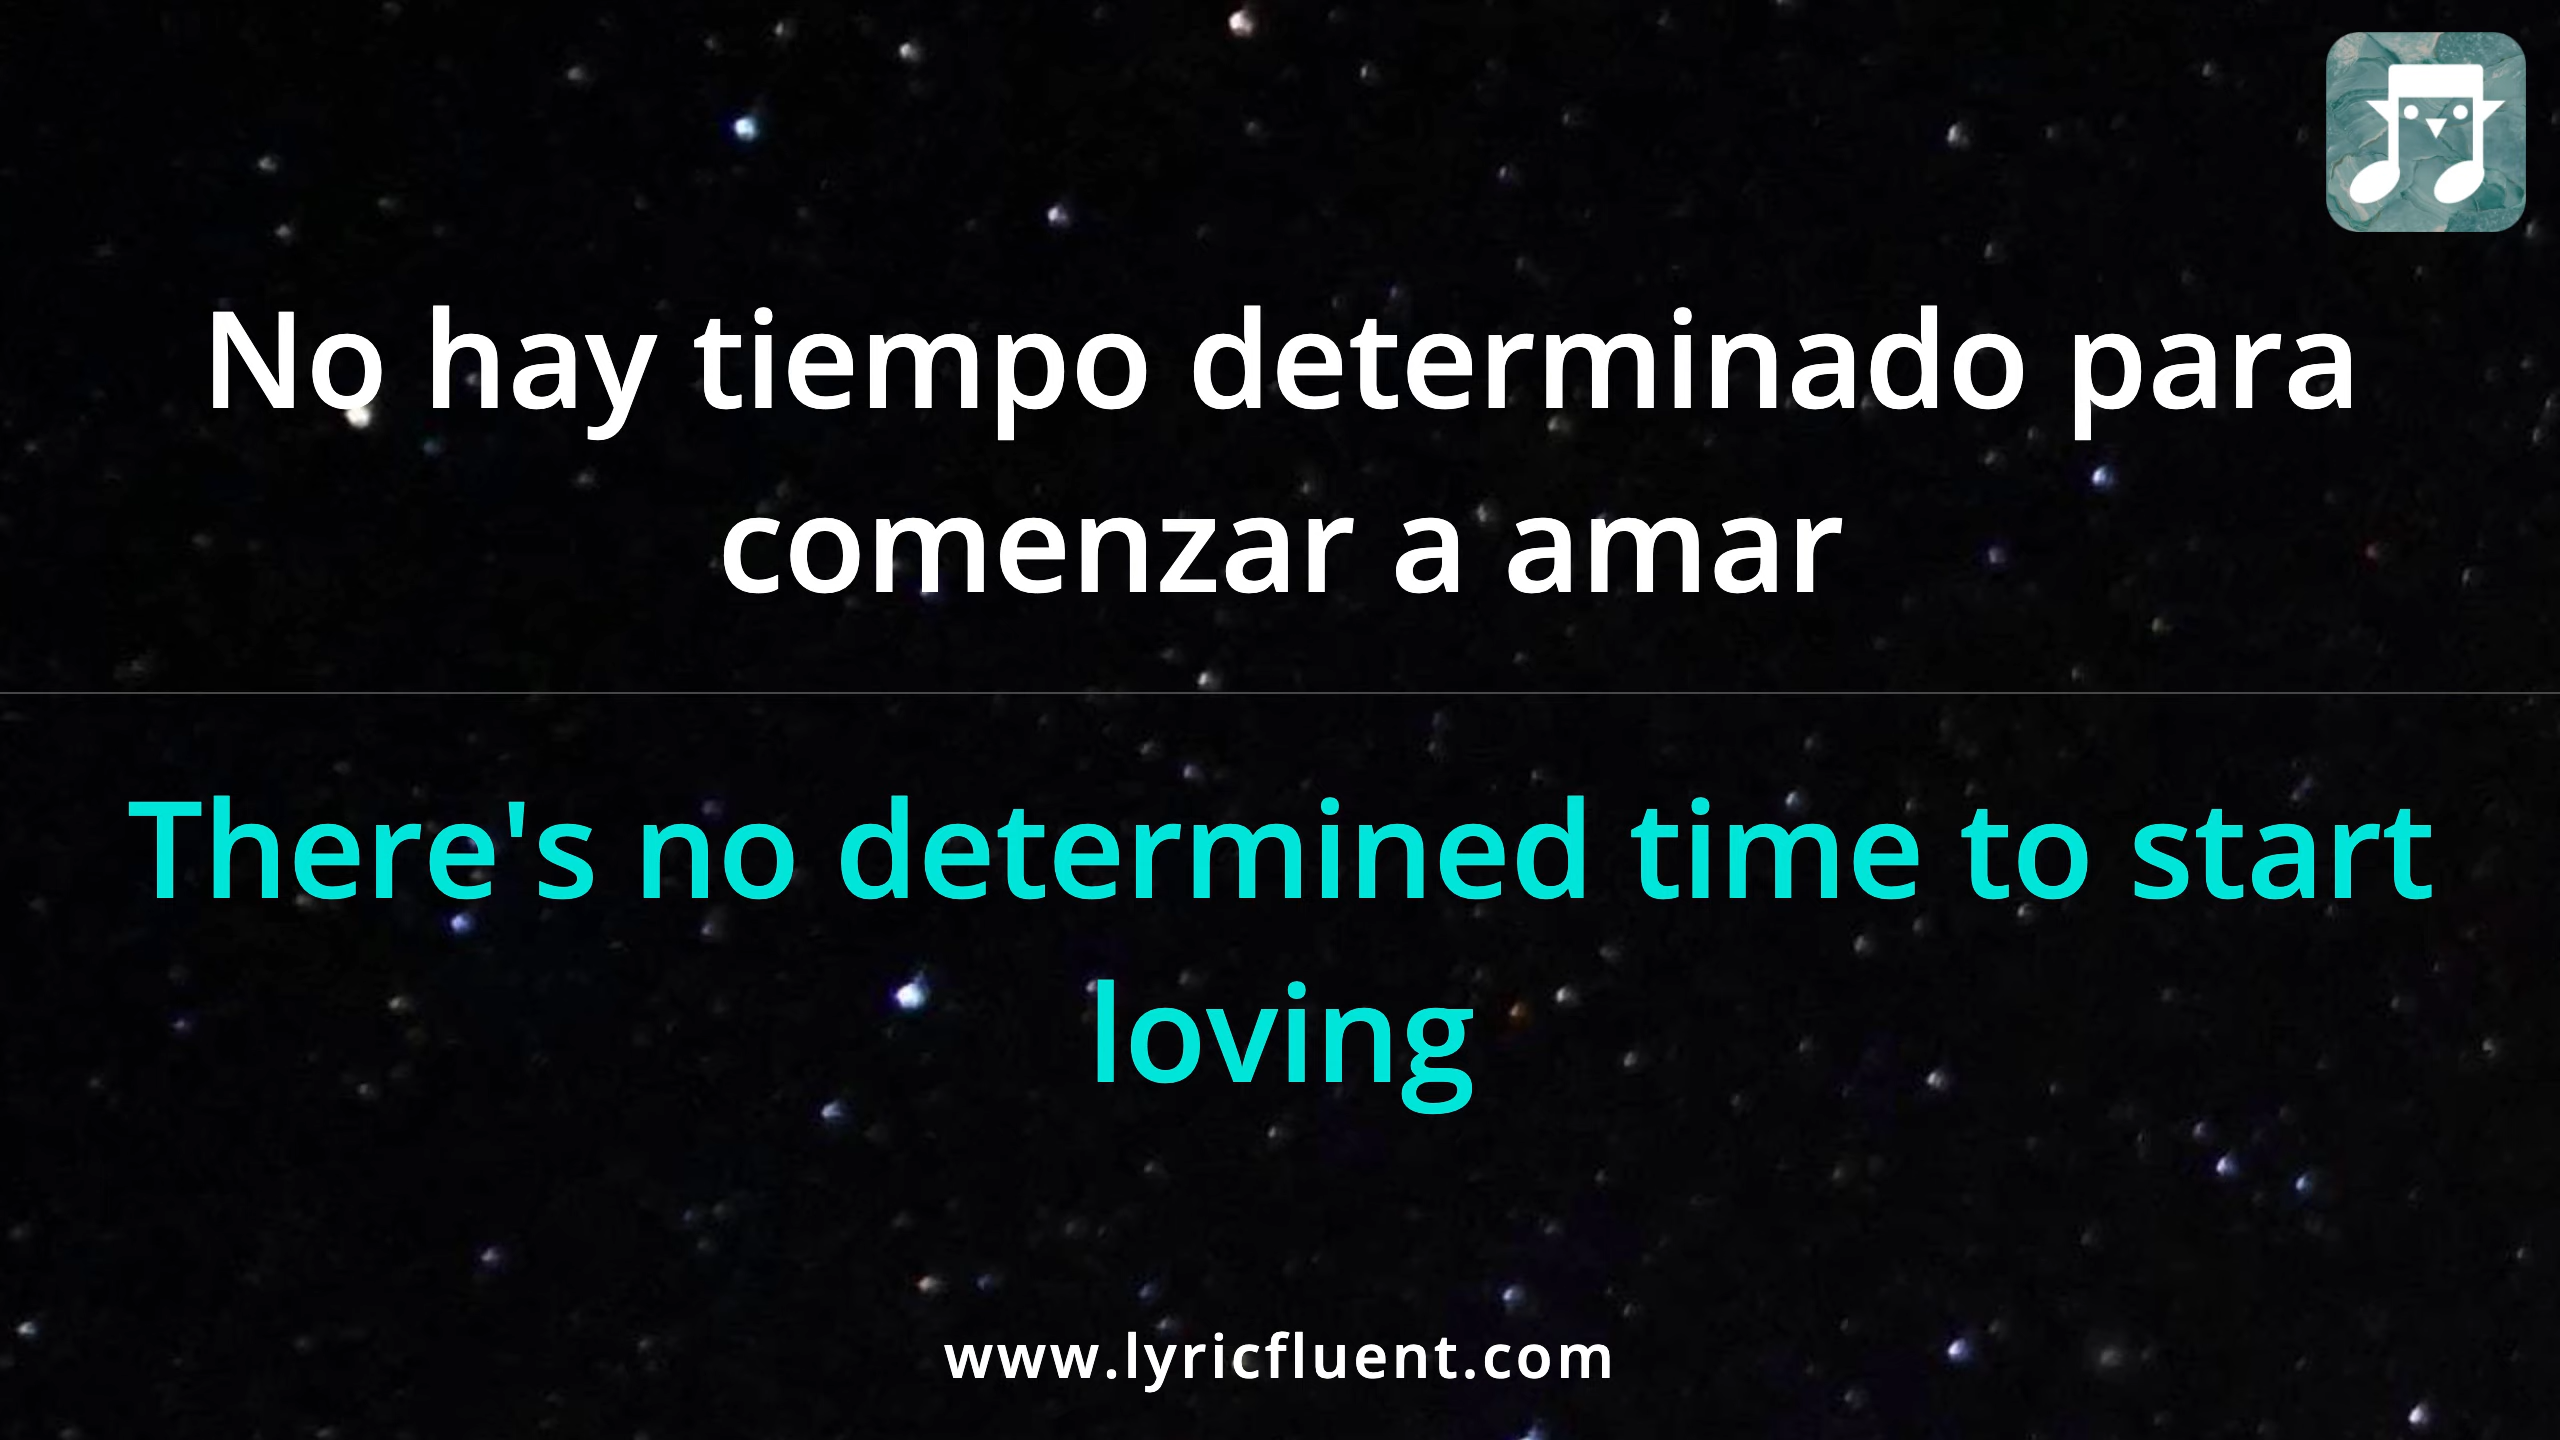 No hay tiempo determinado para
comenzar a amar
There's no determined time to start
loving
www.lyricfluent.com